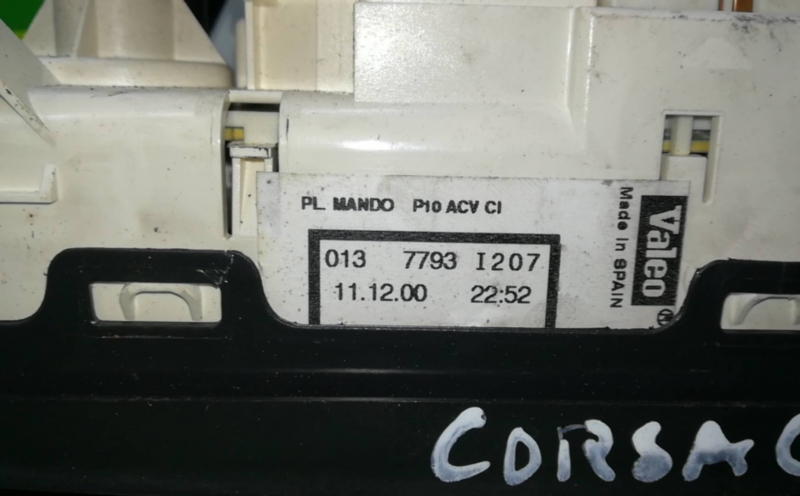 PL. MANDO P10 ACV CI
013 7793 I207
11.12.00 22:52
Valeo
Made in SPAIN
CORSA C